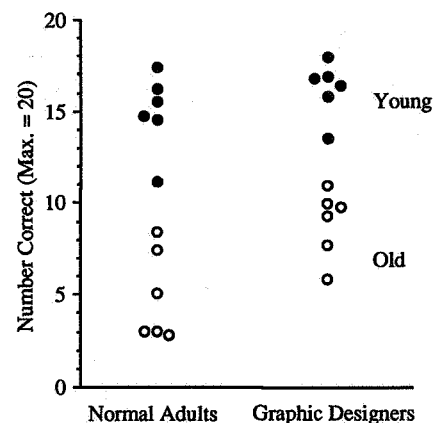 20
15
10
5
0
Number Correct (Max. = 20)
Young
Old
Normal Adults
Graphic Designers